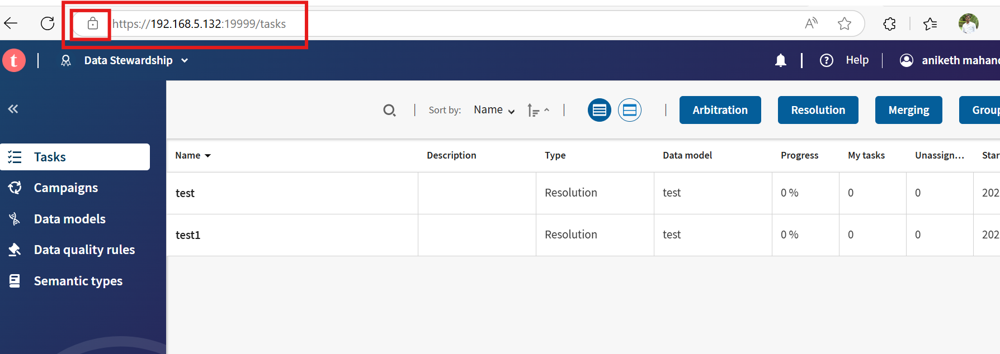 https://192.168.5.132:19999/tasks
t Data Stewardship Help aniketh mahand
Sort by: Name Arbitration Resolution Merging Group
Tasks
Campaigns
Data models
Data quality rules
Semantic types
Name Description Type Data model Progress My tasks Unassign... Star
test Resolution test 0 % 0 0 202
test1 Resolution test 0 % 0 0 202